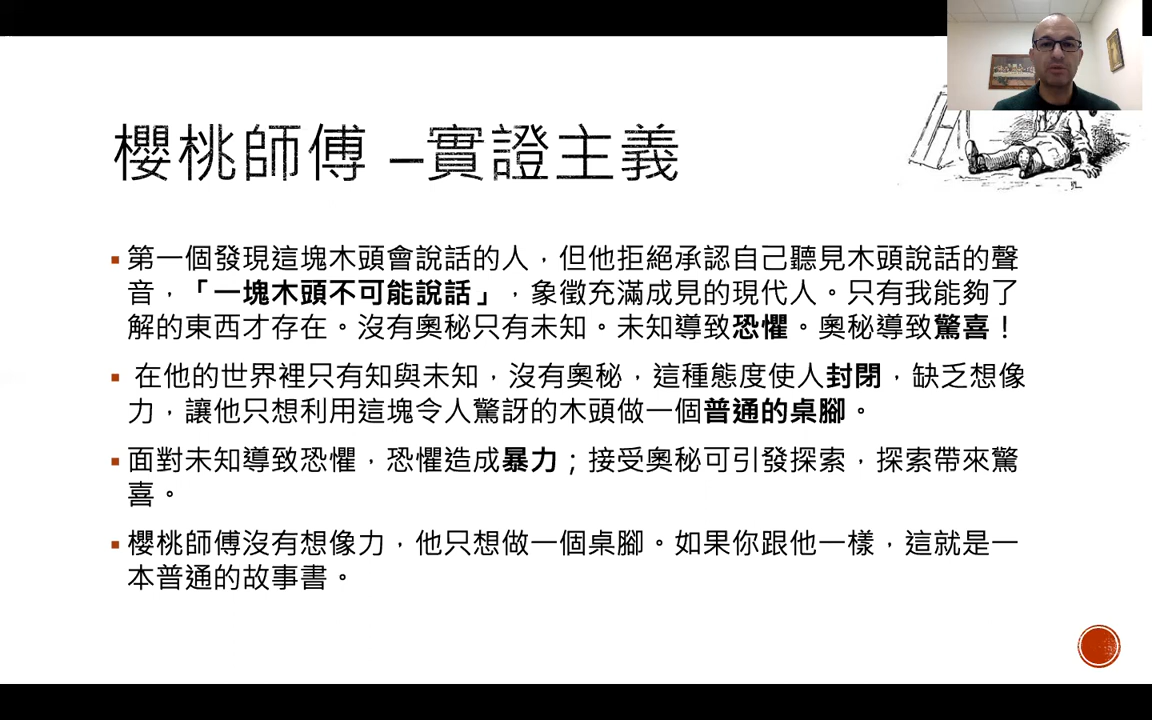 櫻桃師傅 –實證主義
▪第一個發現這塊木頭會說話的人，但他拒絕承認自己聽見木頭說話的聲
音，「一塊木頭不可能說話」，象徵充滿成見的現代人。只有我能夠了
解的東西才存在。沒有奧秘只有未知。未知導致恐懼。奧秘導致驚喜！
▪ 在他的世界裡只有知與未知，沒有奧秘，這種態度使人封閉，缺乏想像
力，讓他只想利用這塊令人驚訝的木頭做一個普通的桌腳。
▪面對未知導致恐懼，恐懼造成暴力；接受奧秘可引發探索，探索帶來驚
喜。
▪櫻桃師傅沒有想像力，他只想做一個桌腳。如果你跟他一樣，這就是一
本普通的故事書。